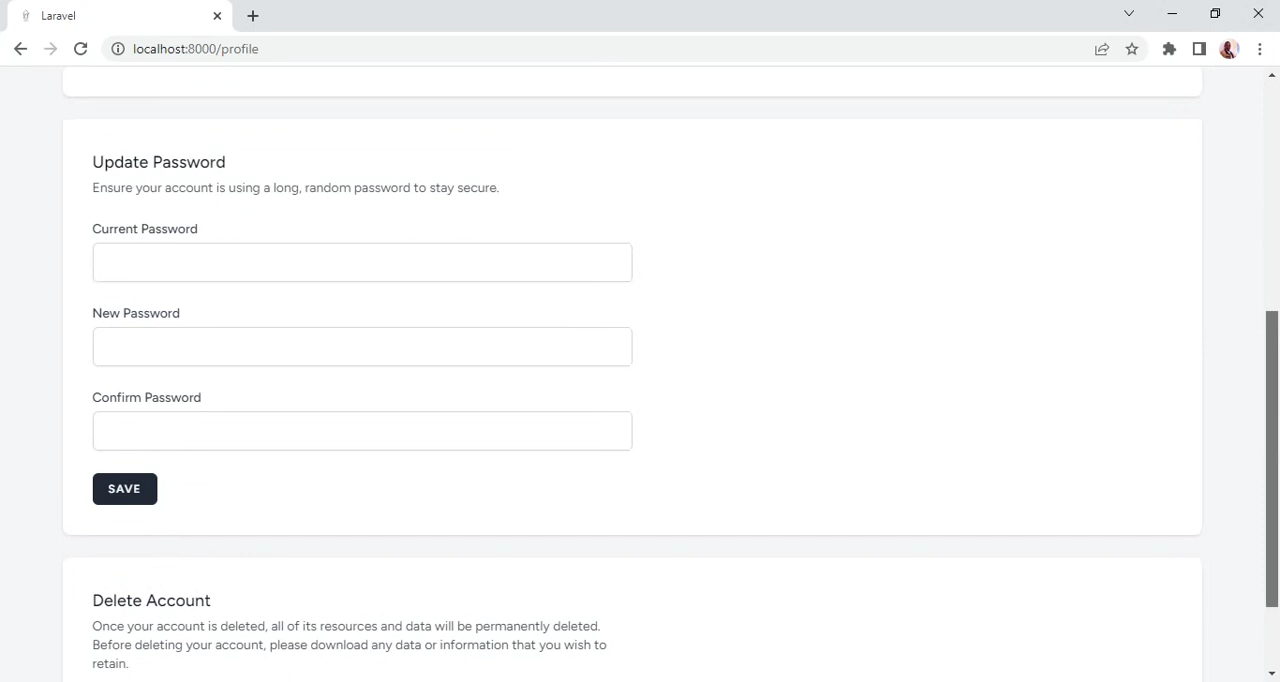 Laravel
localhost:8000/profile
Update Password
Ensure your account is using a long, random password to stay secure.
Current Password
New Password
Confirm Password
SAVE
Delete Account
Once your account is deleted, all of its resources and data will be permanently deleted.
Before deleting your account, please download any data or information that you wish to
retain.